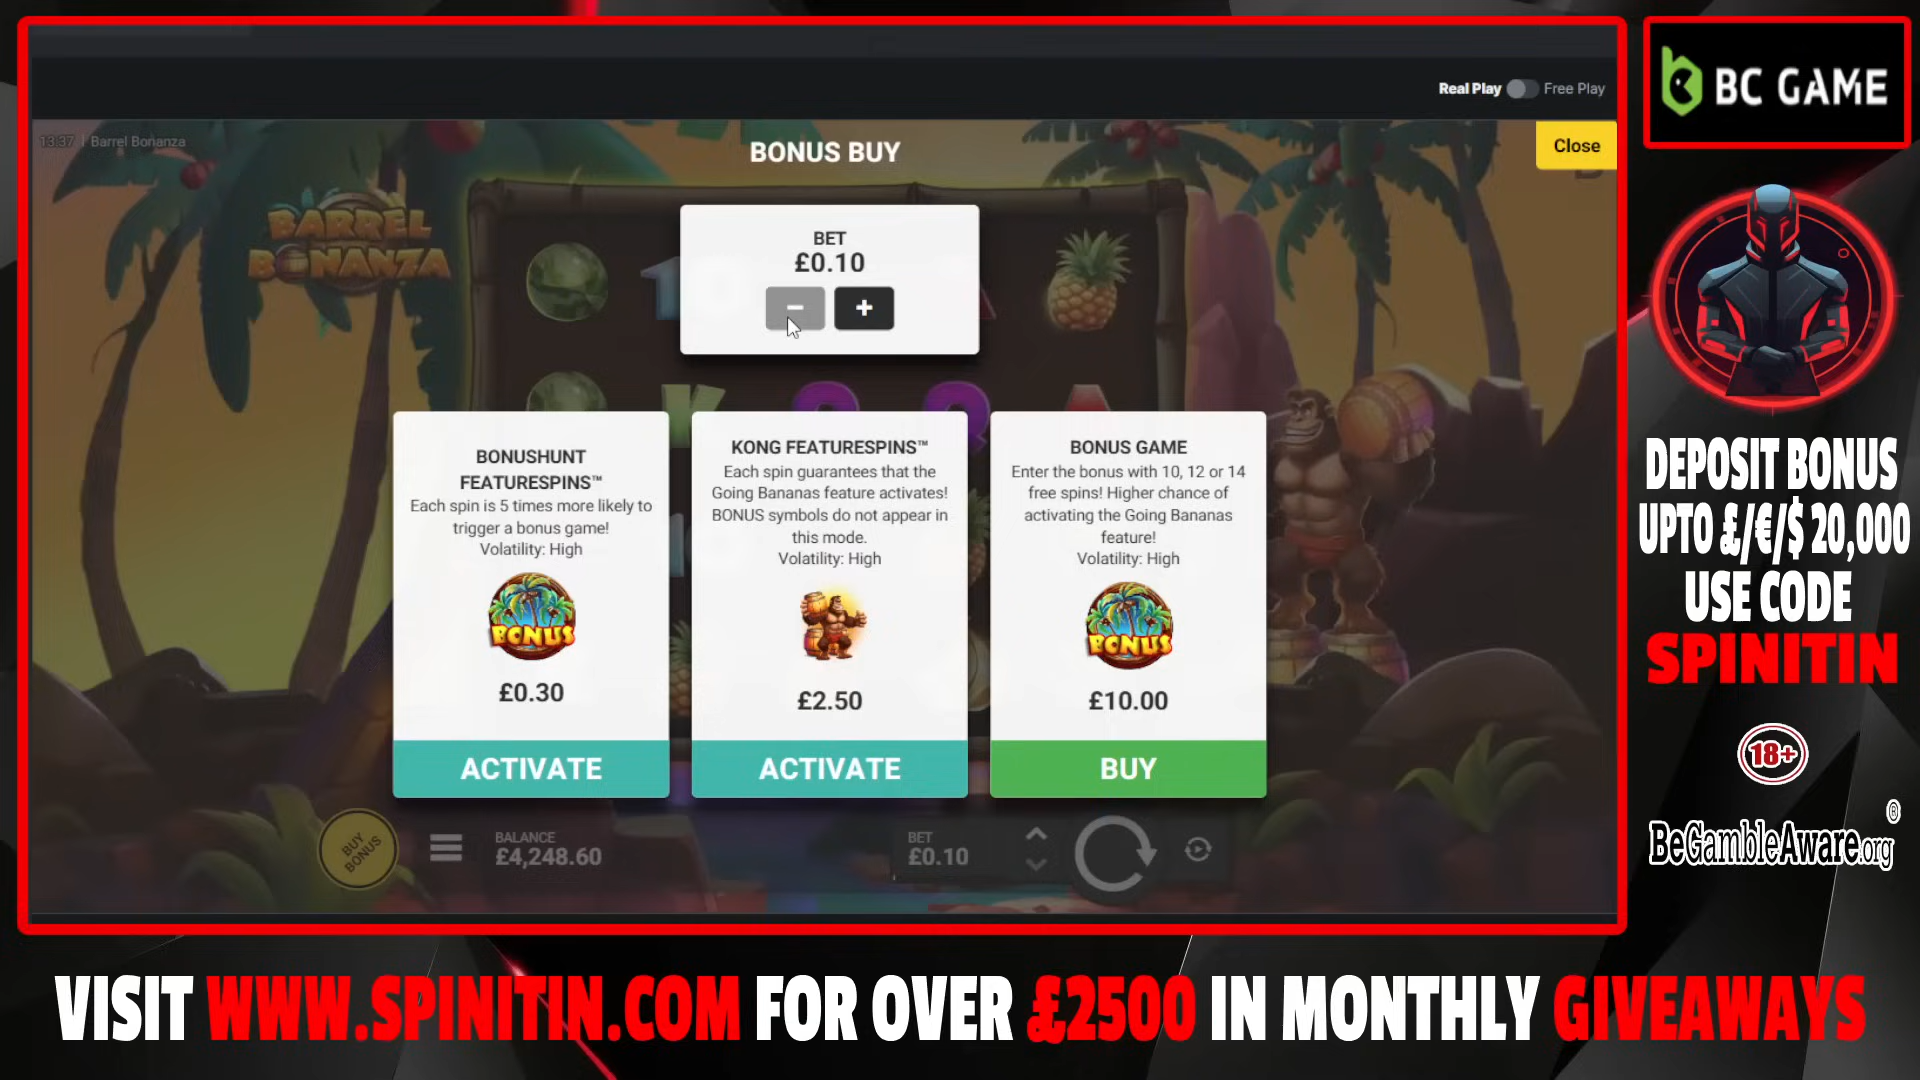 Real Play Free Play
BC GAME
13:37 | Barrel Bonanza
BONUS BUY
Close
BARREL
BONANZA
BET
£0.10
-
+
BONUSHUNT
FEATURESPINS™
Each spin is 5 times more likely to
trigger a bonus game!
Volatility: High
BONUS
£0.30
ACTIVATE
KONG FEATURESPINS™
Each spin guarantees that the
Going Bananas feature activates!
BONUS symbols do not appear in
this mode.
Volatility: High
£2.50
ACTIVATE
BONUS GAME
Enter the bonus with 10, 12 or 14
free spins! Higher chance of
activating the Going Bananas
feature!
Volatility: High
BONUS
£10.00
BUY
BUY
BONUS
BALANCE
£4,248.60
BET
£0.10
K
Q
Q
A
DEPOSIT BONUS
UPTO £/€/$ 20,000
USE CODE
SPINITIN
18+
BeGambleAware.org®
VISIT WWW.SPINITIN.COM FOR OVER £2500 IN MONTHLY GIVEAWAYS